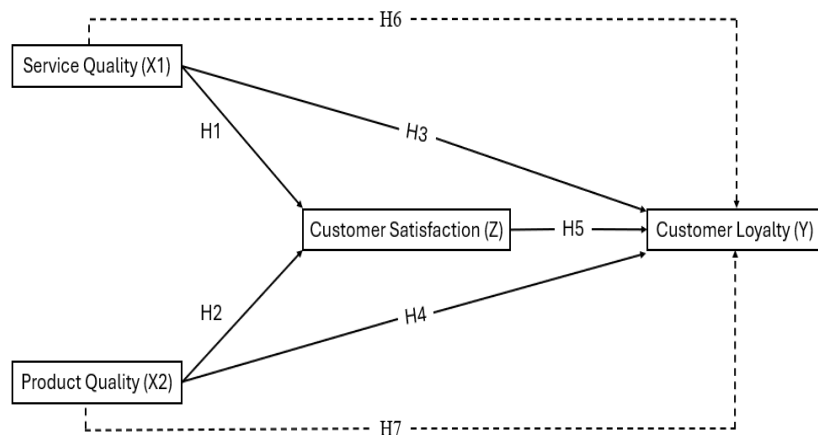 H6
Service Quality (X1)
H1
H3
Customer Satisfaction (Z)
H5
Customer Loyalty (Y)
H2
H4
Product Quality (X2)
H7